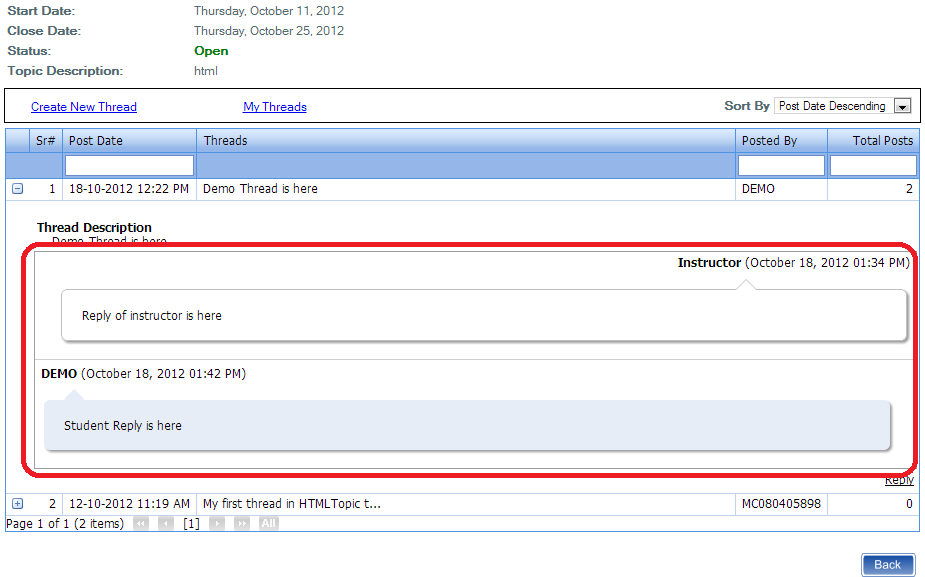 Start Date: Thursday, October 11, 2012
Close Date: Thursday, October 25, 2012
Status: Open
Topic Description: html
Create New Thread My Threads Sort By Post Date Descending
Sr# Post Date Threads Posted By Total Posts
1 18-10-2012 12:22 PM Demo Thread is here DEMO 2
Thread Description
Demo Thread is here
Instructor (October 18, 2012 01:34 PM)
Reply of instructor is here
DEMO (October 18, 2012 01:42 PM)
Student Reply is here
Reply
2 12-10-2012 11:19 AM My first thread in HTMLTopic t... MC080405898 0
Page 1 of 1 (2 items) [1] All
Back